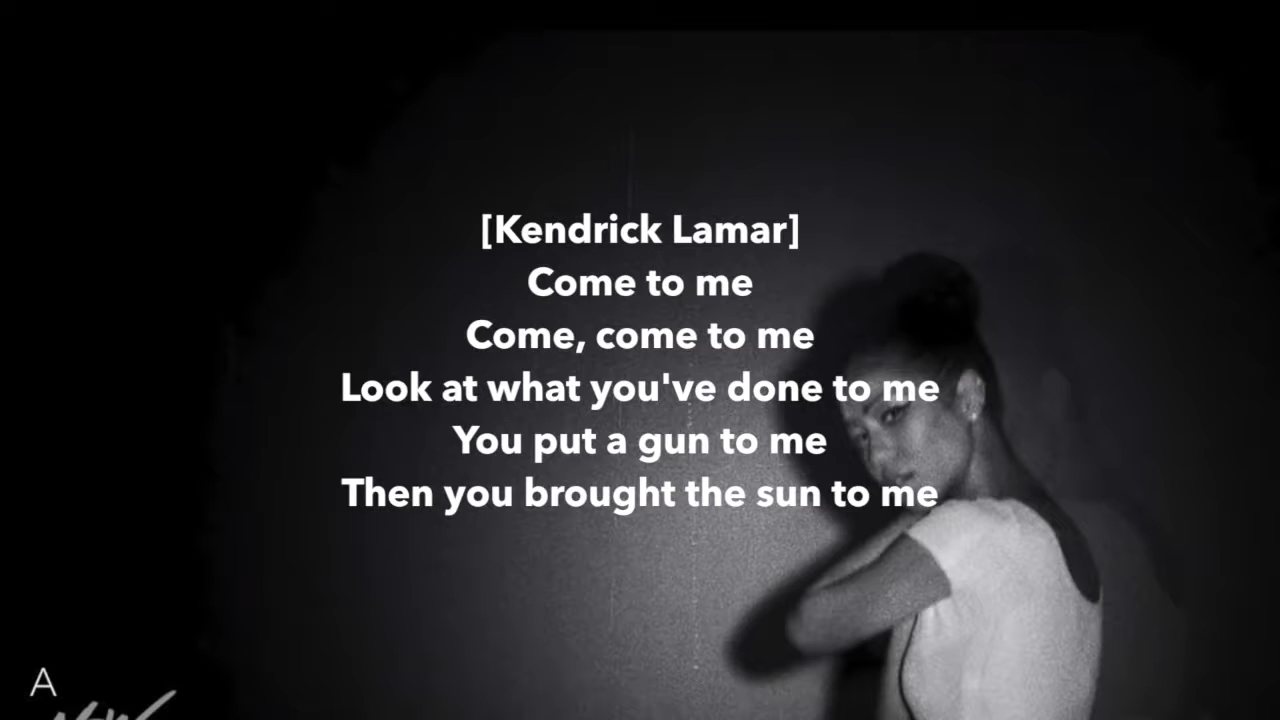 [Kendrick Lamar]
Come to me
Come, come to me
Look at what you've done to me
You put a gun to me
Then you brought the sun to me
A